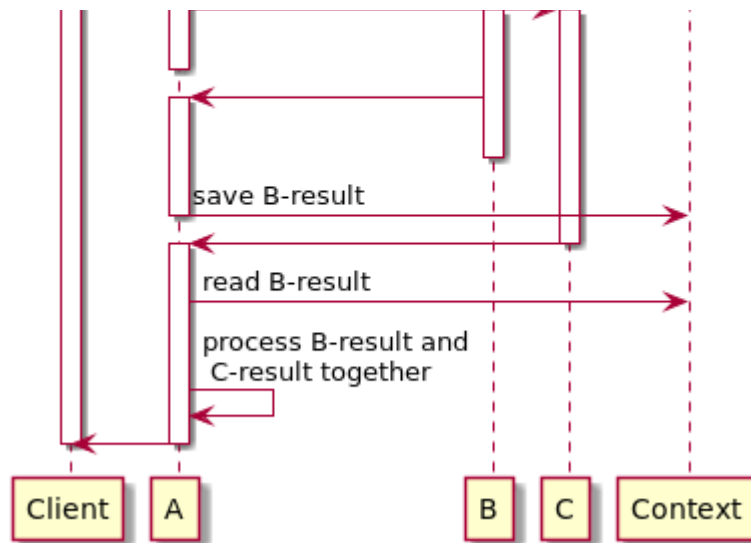 save B-result
read B-result
process B-result and
C-result together
Client
A
B
C
Context